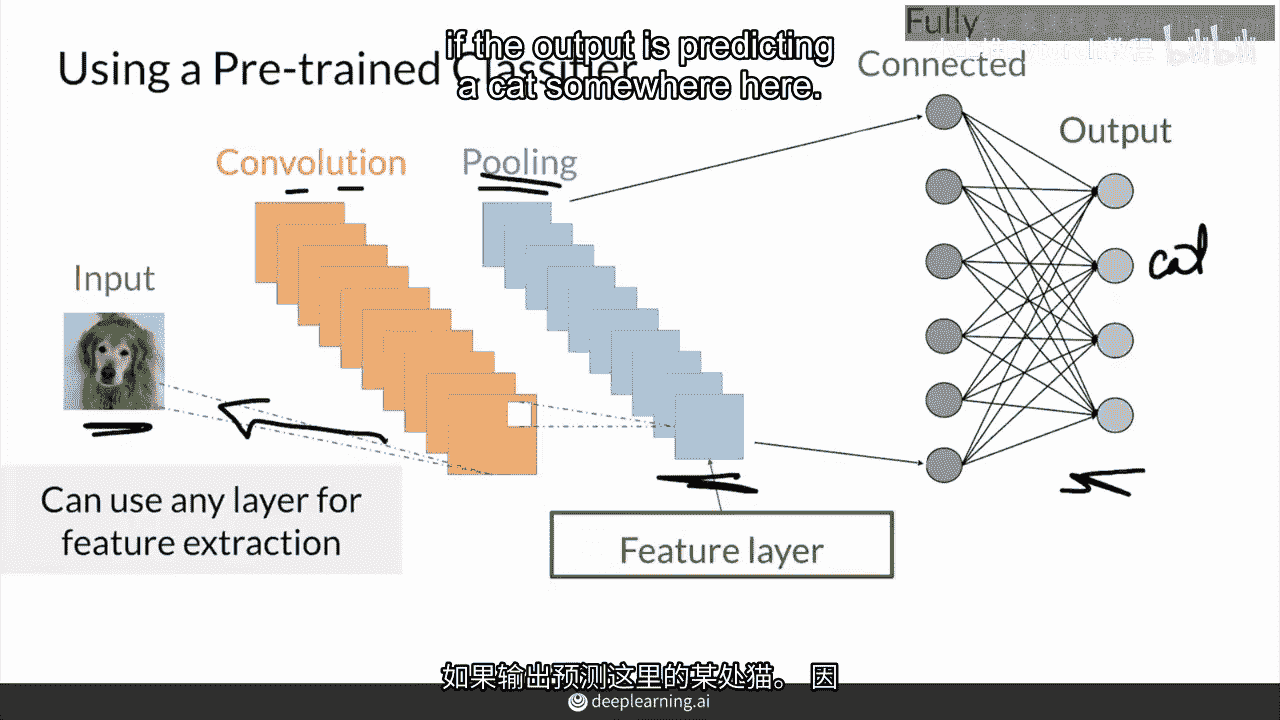 if the output is predicting
a cat somewhere here.
Using a Pre-trained Classifier
Fully
Connected
bilibili
Convolution
Pooling
Output
cat
Input
Can use any layer for
feature extraction
Feature layer
如果输出预测这里的某处猫。 因
deeplearning.ai